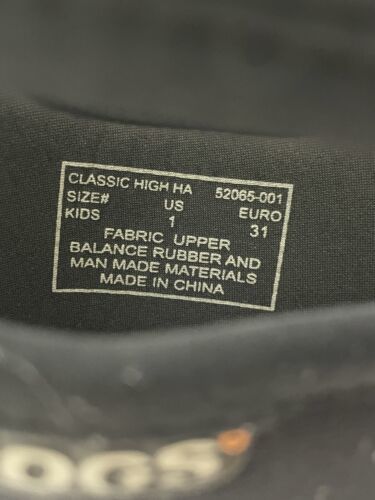 CLASSIC HIGH HA 52065-001
SIZE# US EURO
KIDS 1 31
FABRIC UPPER
BALANCE RUBBER AND
MAN MADE MATERIALS
MADE IN CHINA
OGS